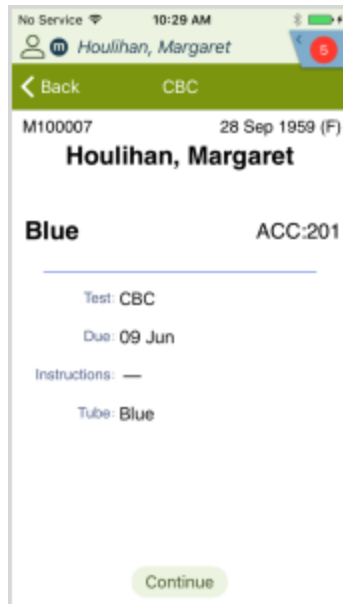 No Service 10:29 AM
m Houlihan, Margaret 5
Back CBC
M100007 28 Sep 1959 (F)
Houlihan, Margaret
Blue ACC:201
Test: CBC
Due: 09 Jun
Instructions: —
Tube: Blue
Continue